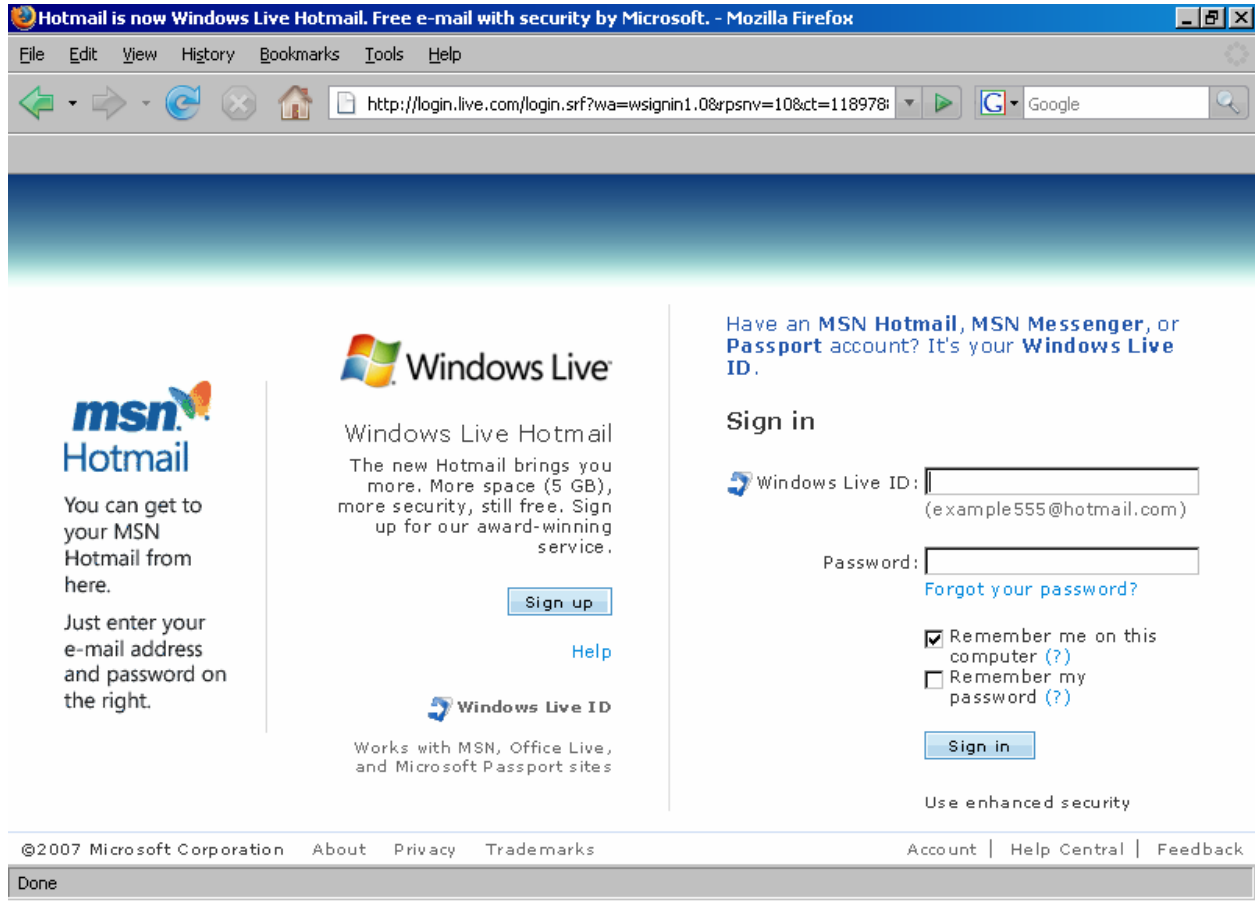 Hotmail is now Windows Live Hotmail. Free e-mail with security by Microsoft. - Mozilla Firefox
File Edit View History Bookmarks Tools Help
http://login.live.com/login.srf?wa=wsignin1.0&rpsnv=10&ct=118978 G Google
msn
Hotmail
You can get to
your MSN
Hotmail from
here.
Just enter your
e-mail address
and password on
the right.
Windows Live
Windows Live Hotmail
The new Hotmail brings you
more. More space (5 GB),
more security, still free. Sign
up for our award-winning
service.
Sign up
Help
Windows Live ID
Works with MSN, Office Live,
and Microsoft Passport sites
Have an MSN Hotmail, MSN Messenger, or
Passport account? It's your Windows Live
ID.
Sign in
Windows Live ID:
(example555@hotmail.com)
Password:
Forgot your password?
Remember me on this
computer (?)
Remember my
password (?)
Sign in
Use enhanced security
©2007 Microsoft Corporation About Privacy Trademarks Account | Help Central | Feedback
Done